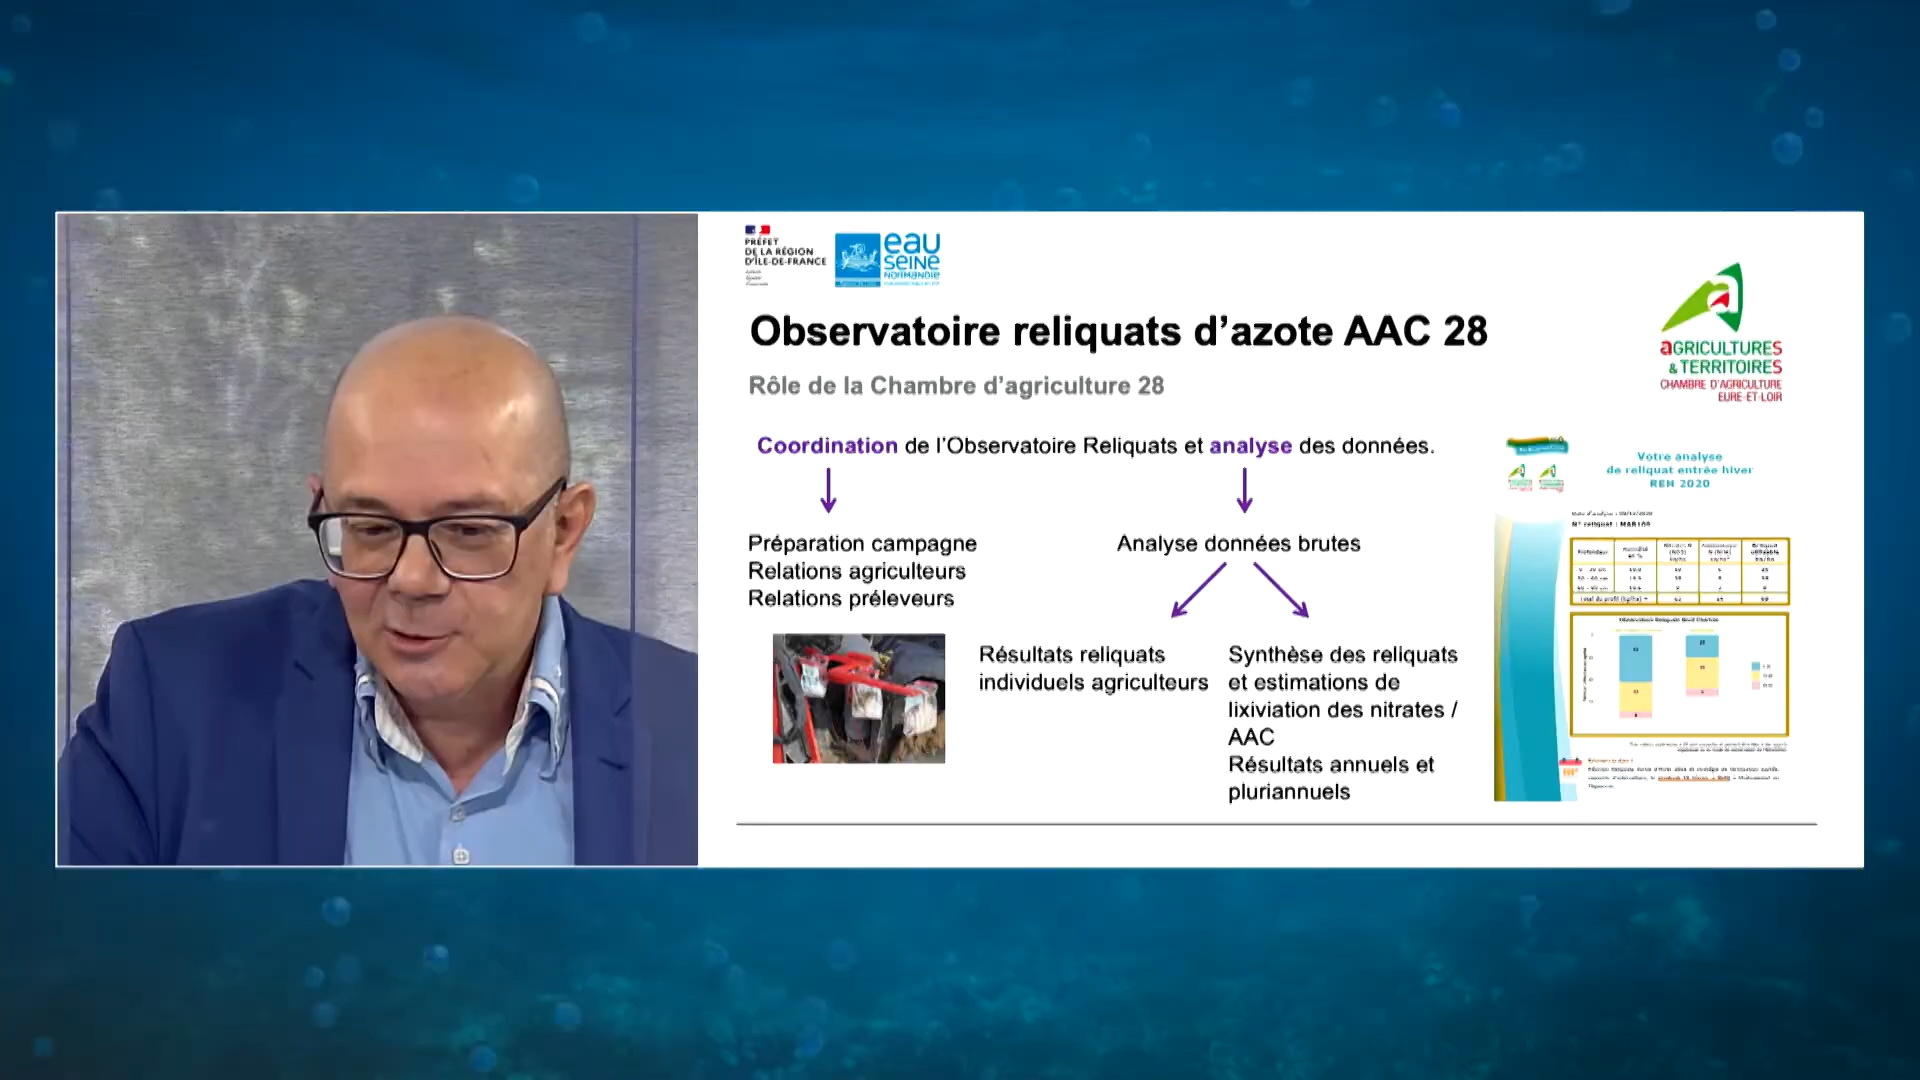 PRÉFET
DE LA RÉGION
D'ÎLE-DE-FRANCE
eau
SEINE
NORMANDIE
Observatoire reliquats d'azote AAC 28
Rôle de la Chambre d'agriculture 28
aGRICULTURES
& TERRITOIRES
CHAMBRE D'AGRICULTURE
EURE-ET-LOIR
Coordination de l'Observatoire Reliquats et analyse des données.
Préparation campagne
Relations agriculteurs
Relations préleveurs
Analyse données brutes
Résultats reliquats
individuels agriculteurs
Synthèse des reliquats
et estimations de
lixiviation des nitrates /
AAC
Résultats annuels et
pluriannuels
Votre analyse
de reliquat entrée hiver
REH 2020